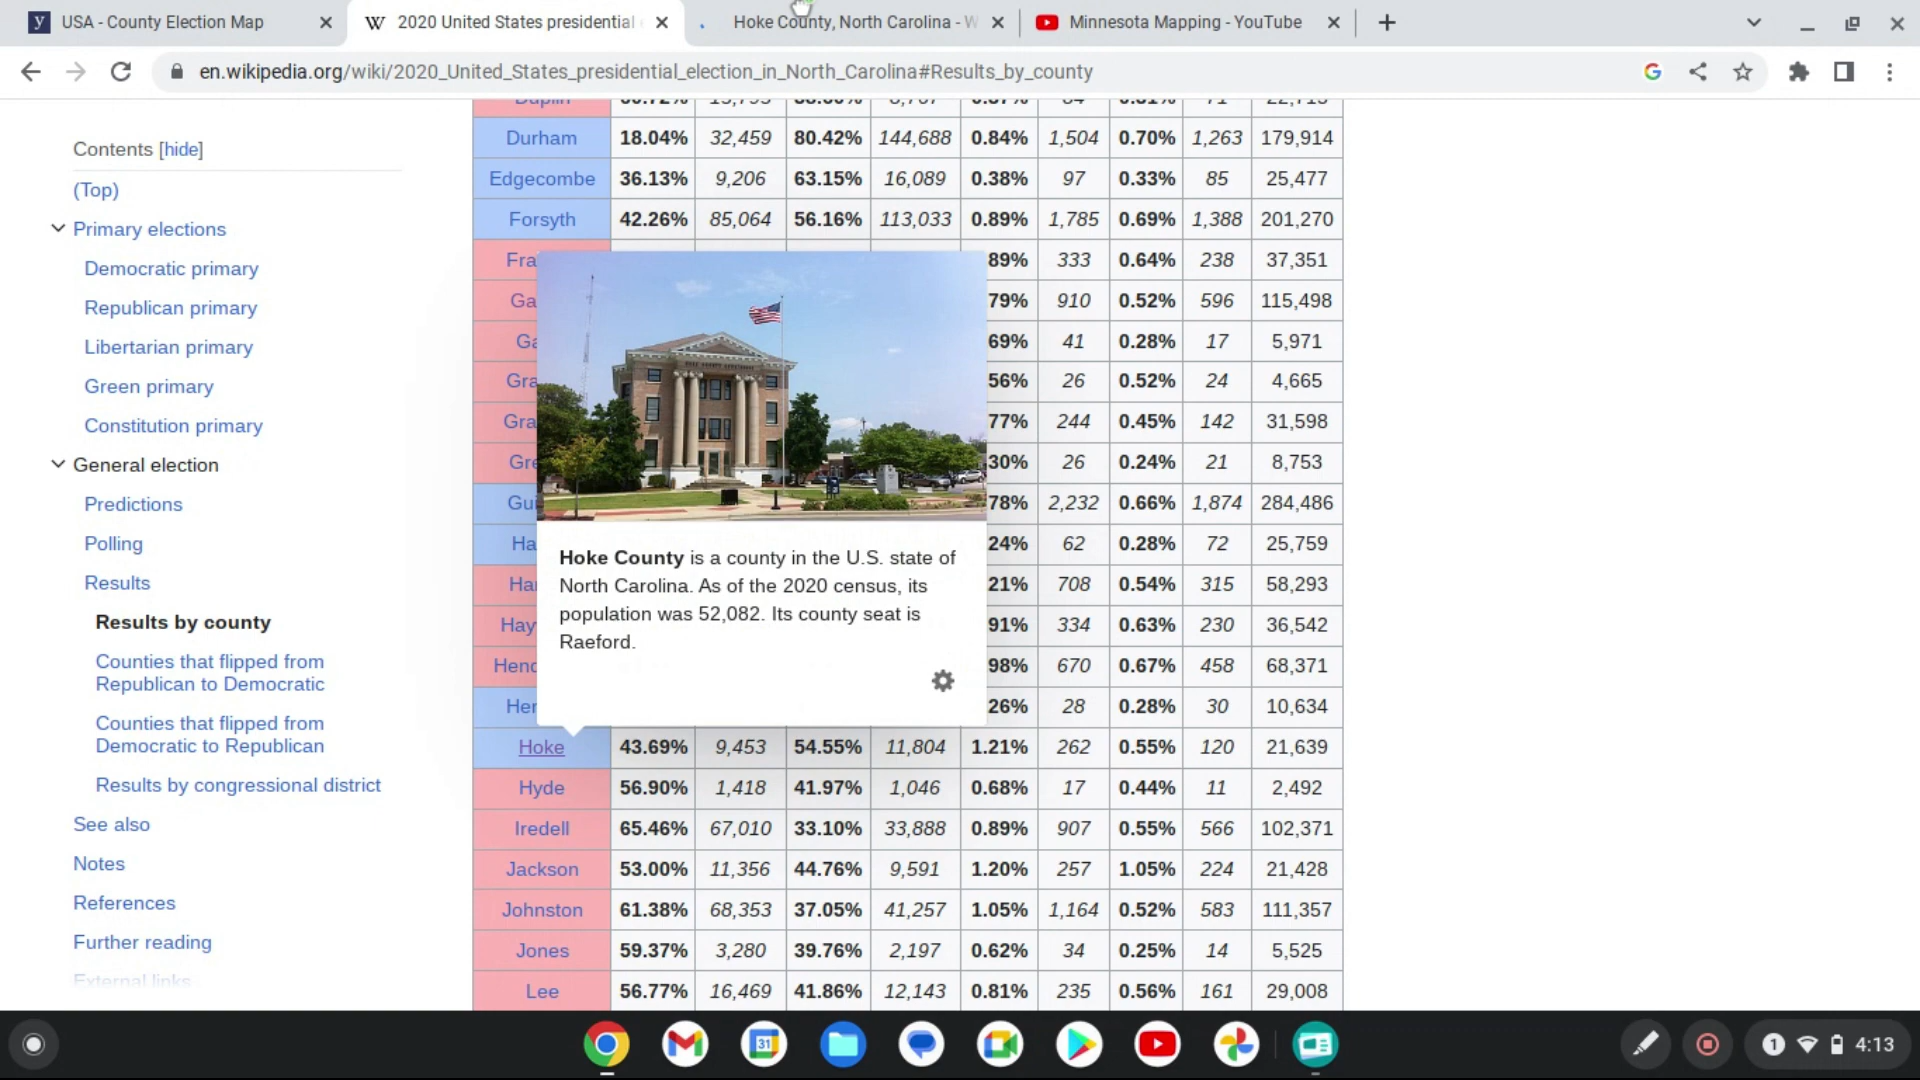 USA - County Election Map
2020 United States presidential
Hoke County, North Carolina - W
Minnesota Mapping - YouTube
en.wikipedia.org/wiki/2020_United_States_presidential_election_in_North_Carolina#Results_by_county
Contents [hide]
(Top)
Primary elections
Democratic primary
Republican primary
Libertarian primary
Green primary
Constitution primary
General election
Predictions
Polling
Results
Results by county
Counties that flipped from
Republican to Democratic
Counties that flipped from
Democratic to Republican
Results by congressional district
See also
Notes
References
Further reading
External links
Duplin
Durham 18.04% 32,459 80.42% 144,688 0.84% 1,504 0.70% 1,263 179,914
Edgecombe 36.13% 9,206 63.15% 16,089 0.38% 97 0.33% 85 25,477
Forsyth 42.26% 85,064 56.16% 113,033 0.89% 1,785 0.69% 1,388 201,270
Fra 89% 333 0.64% 238 37,351
Ga 79% 910 0.52% 596 115,498
Ga 69% 41 0.28% 17 5,971
Gra 56% 26 0.52% 24 4,665
Gra 77% 244 0.45% 142 31,598
Gre 30% 26 0.24% 21 8,753
Gui 78% 2,232 0.66% 1,874 284,486
Ha 24% 62 0.28% 72 25,759
Har 21% 708 0.54% 315 58,293
Hay 91% 334 0.63% 230 36,542
Hend 98% 670 0.67% 458 68,371
Her 26% 28 0.28% 30 10,634
Hoke County is a county in the U.S. state of
North Carolina. As of the 2020 census, its
population was 52,082. Its county seat is
Raeford.
Hoke 43.69% 9,453 54.55% 11,804 1.21% 262 0.55% 120 21,639
Hyde 56.90% 1,418 41.97% 1,046 0.68% 17 0.44% 11 2,492
Iredell 65.46% 67,010 33.10% 33,888 0.89% 907 0.55% 566 102,371
Jackson 53.00% 11,356 44.76% 9,591 1.20% 257 1.05% 224 21,428
Johnston 61.38% 68,353 37.05% 41,257 1.05% 1,164 0.52% 583 111,357
Jones 59.37% 3,280 39.76% 2,197 0.62% 34 0.25% 14 5,525
Lee 56.77% 16,469 41.86% 12,143 0.81% 235 0.56% 161 29,008
31
1 4:13